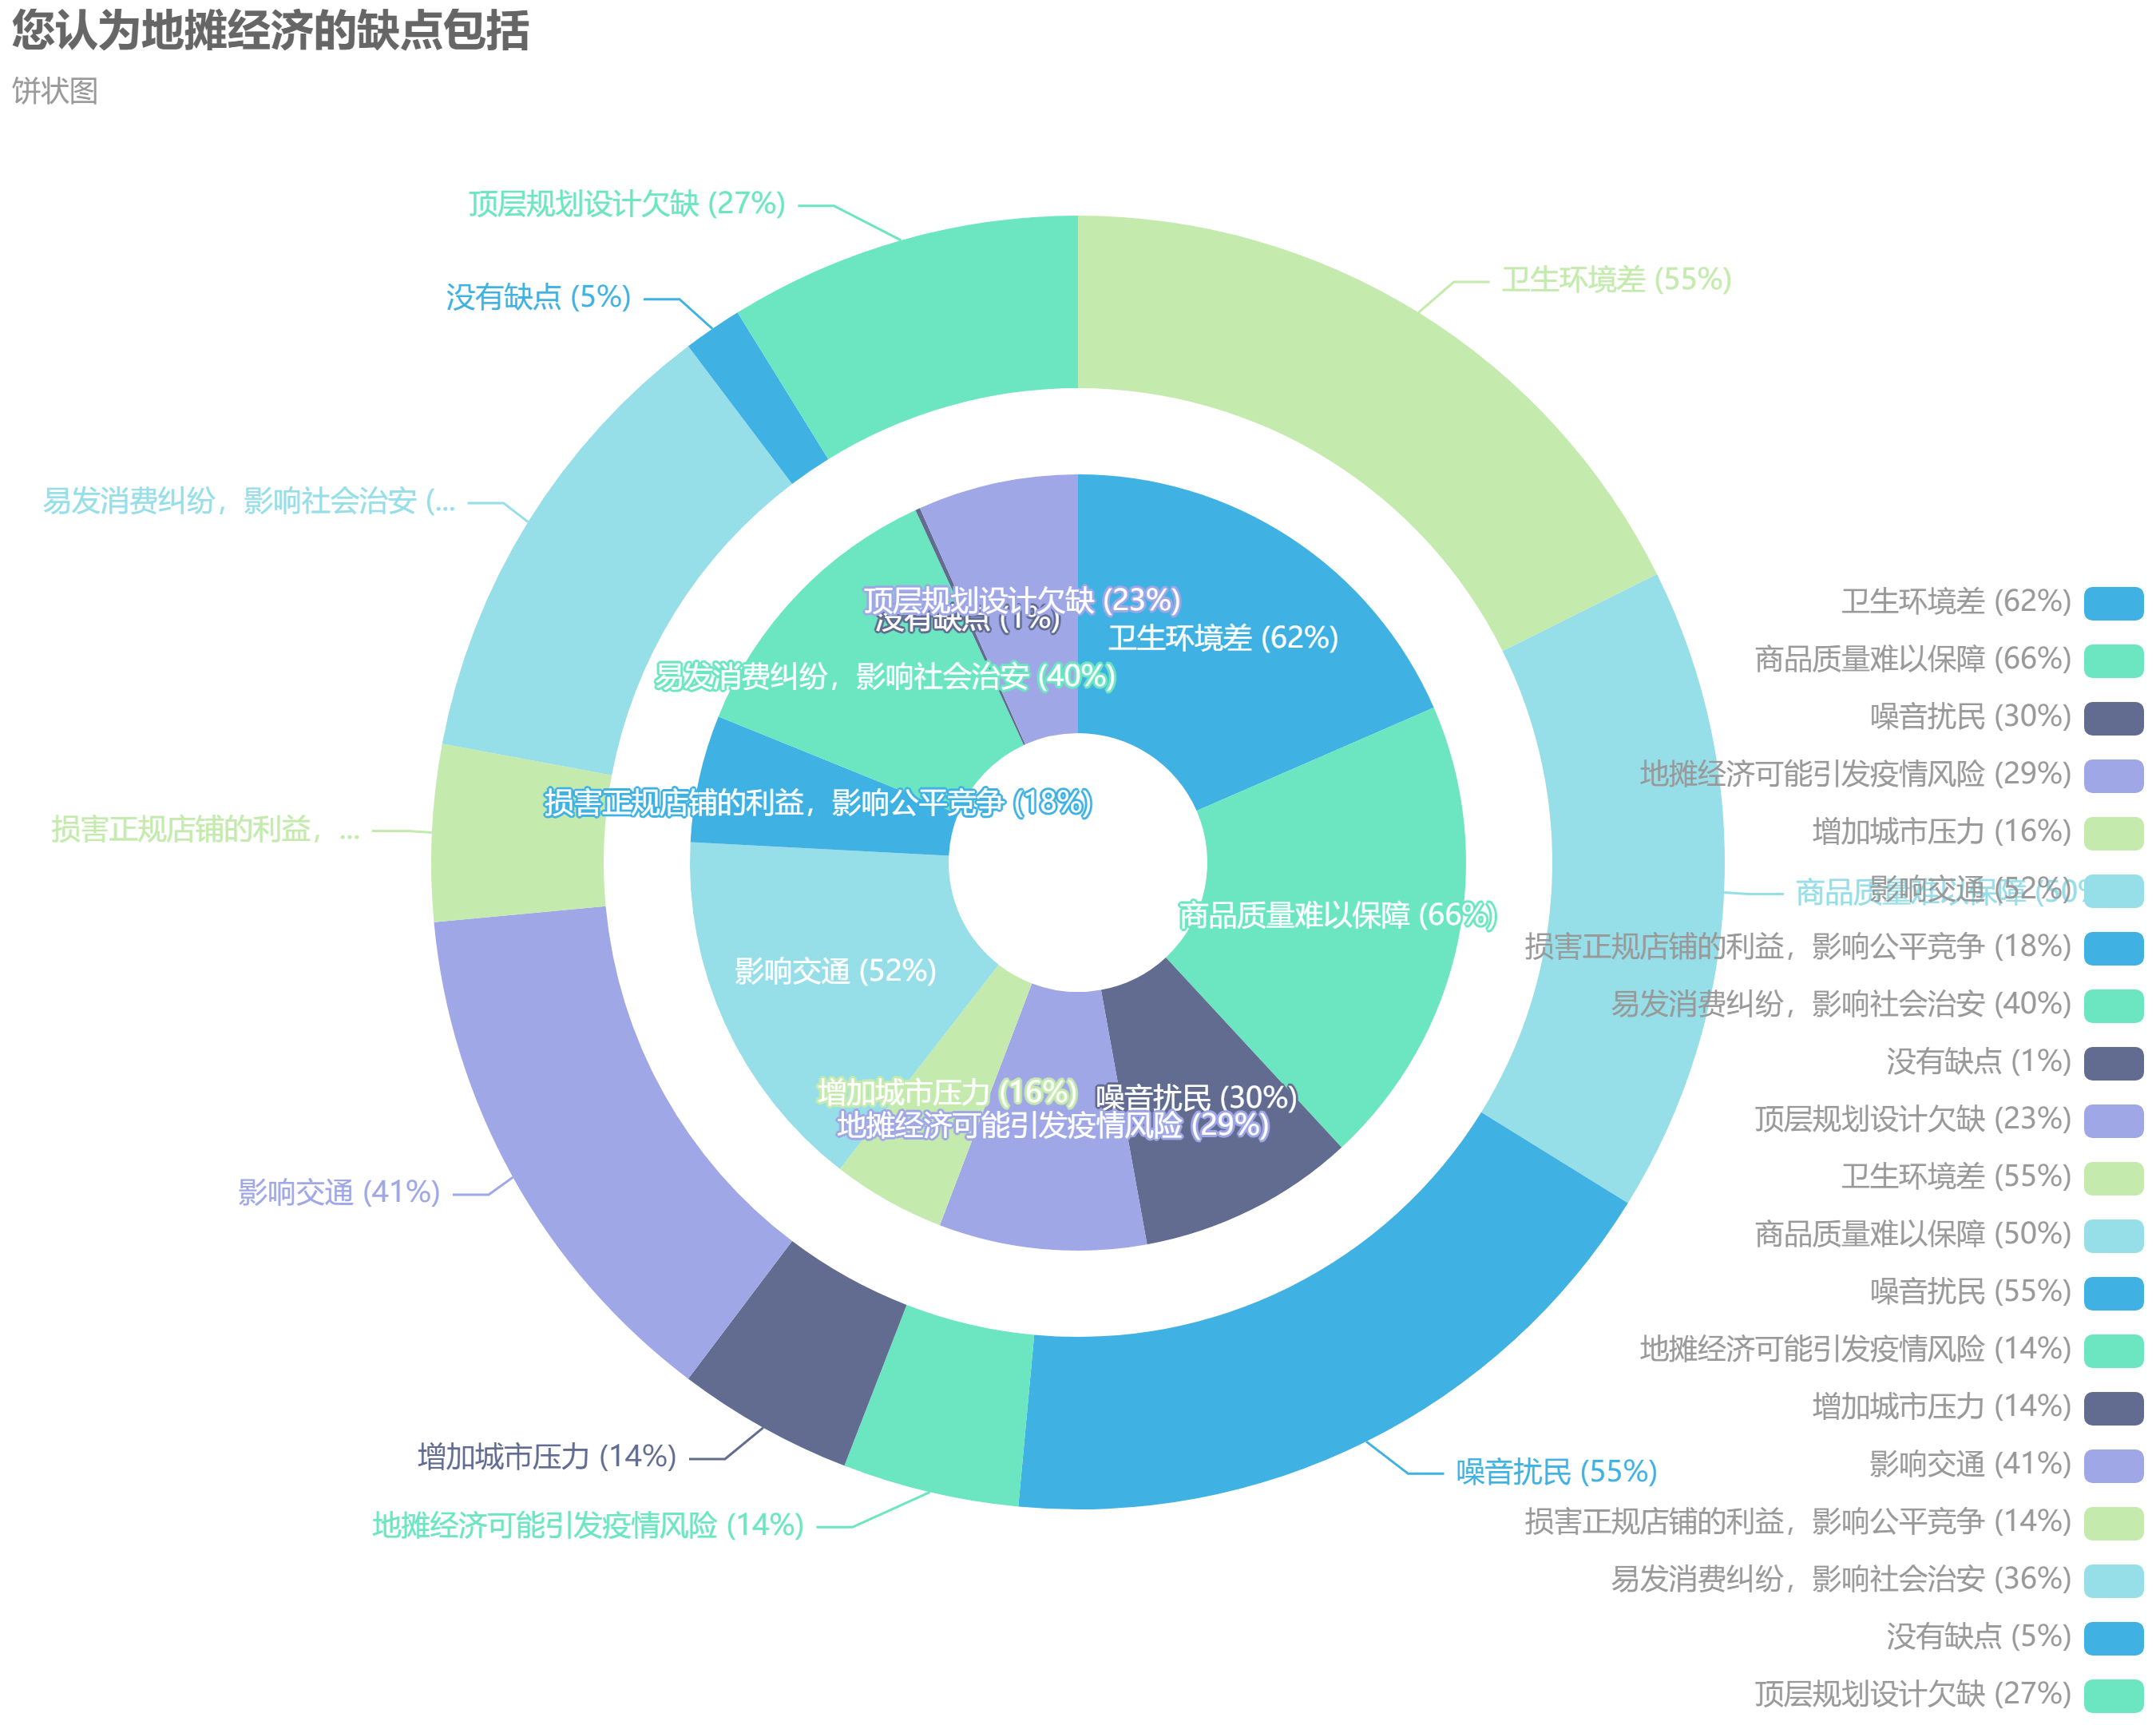 您认为地摊经济的缺点包括
饼状图
顶层规划设计欠缺 (27%)
没有缺点 (5%)
易发消费纠纷，影响社会治安 (...
损害正规店铺的利益，...
影响交通 (41%)
增加城市压力 (14%)
地摊经济可能引发疫情风险 (14%)
卫生环境差 (55%)
商品质量难以保障 (50%
噪音扰民 (55%)
顶层规划设计欠缺 (23%)
没有缺点 (1%)
卫生环境差 (62%)
易发消费纠纷，影响社会治安 (40%)
损害正规店铺的利益，影响公平竞争 (18%)
商品质量难以保障 (66%)
影响交通 (52%)
增加城市压力 (16%)
噪音扰民 (30%)
地摊经济可能引发疫情风险 (29%)
卫生环境差 (62%)
商品质量难以保障 (66%)
噪音扰民 (30%)
地摊经济可能引发疫情风险 (29%)
增加城市压力 (16%)
影响交通 (52%)
损害正规店铺的利益，影响公平竞争 (18%)
易发消费纠纷，影响社会治安 (40%)
没有缺点 (1%)
顶层规划设计欠缺 (23%)
卫生环境差 (55%)
商品质量难以保障 (50%)
噪音扰民 (55%)
地摊经济可能引发疫情风险 (14%)
增加城市压力 (14%)
影响交通 (41%)
损害正规店铺的利益，影响公平竞争 (14%)
易发消费纠纷，影响社会治安 (36%)
没有缺点 (5%)
顶层规划设计欠缺 (27%)